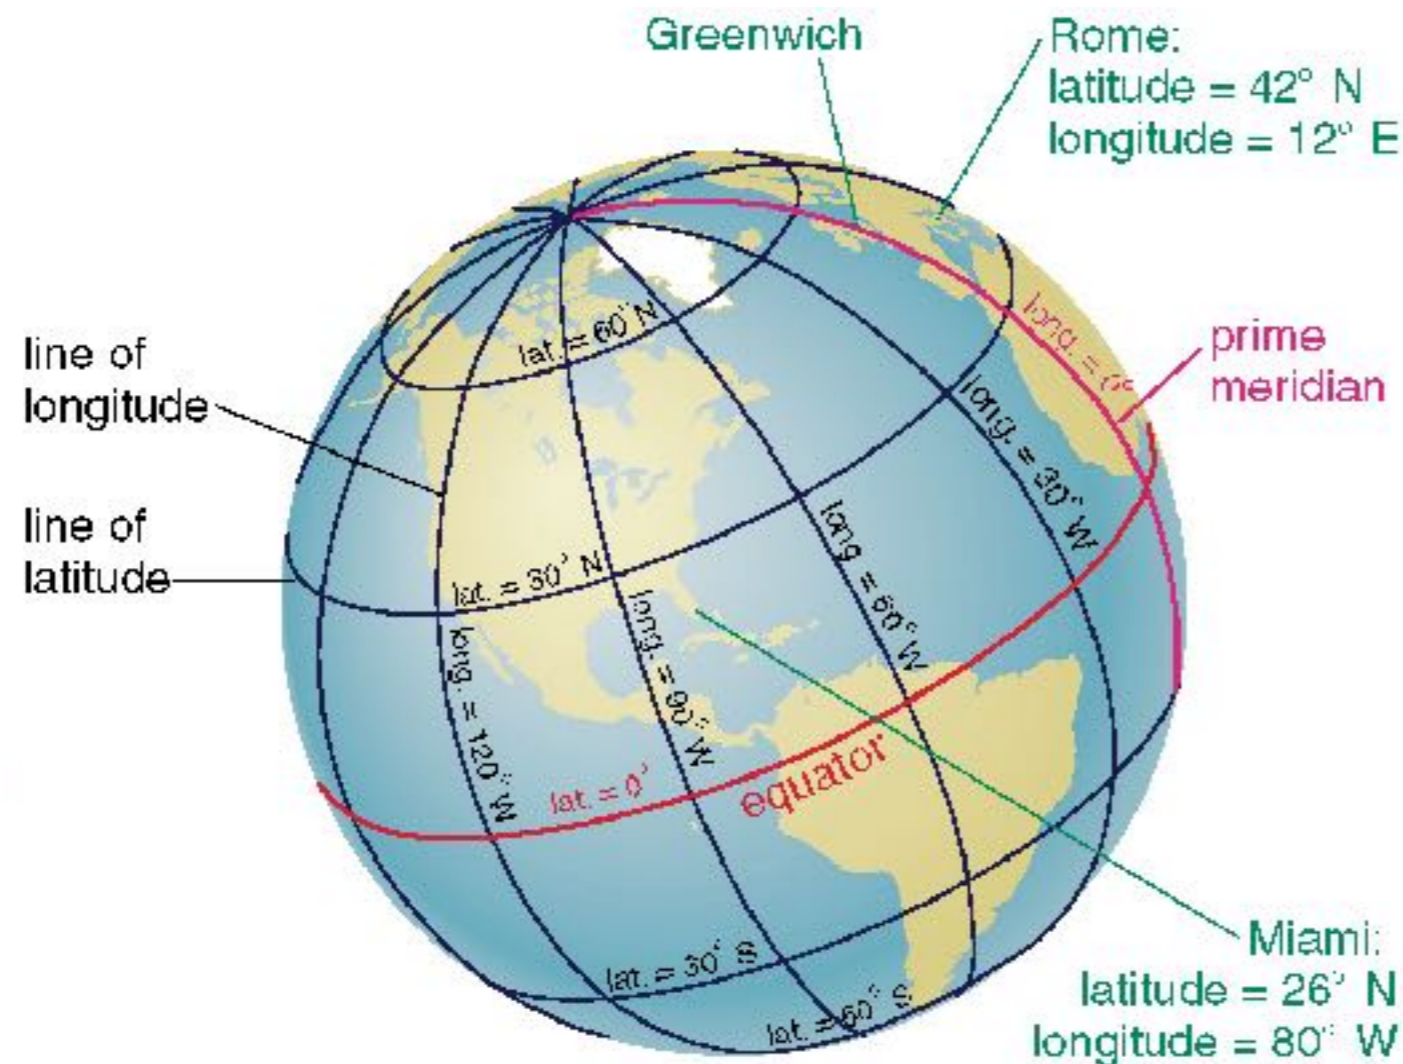 Greenwich
Rome:
latitude = 42° N
longitude = 12° E
line of
longitude
line of
latitude
prime
meridian
long. = 0°
lat. = 60° N
long. = 30° W
lat. = 30° N
long. = 60° W
long. = 90° W
long. = 120° W
lat. = 0°
equator
lat. = 30° S
lat. = 60° S
Miami:
latitude = 26° N
longitude = 80° W